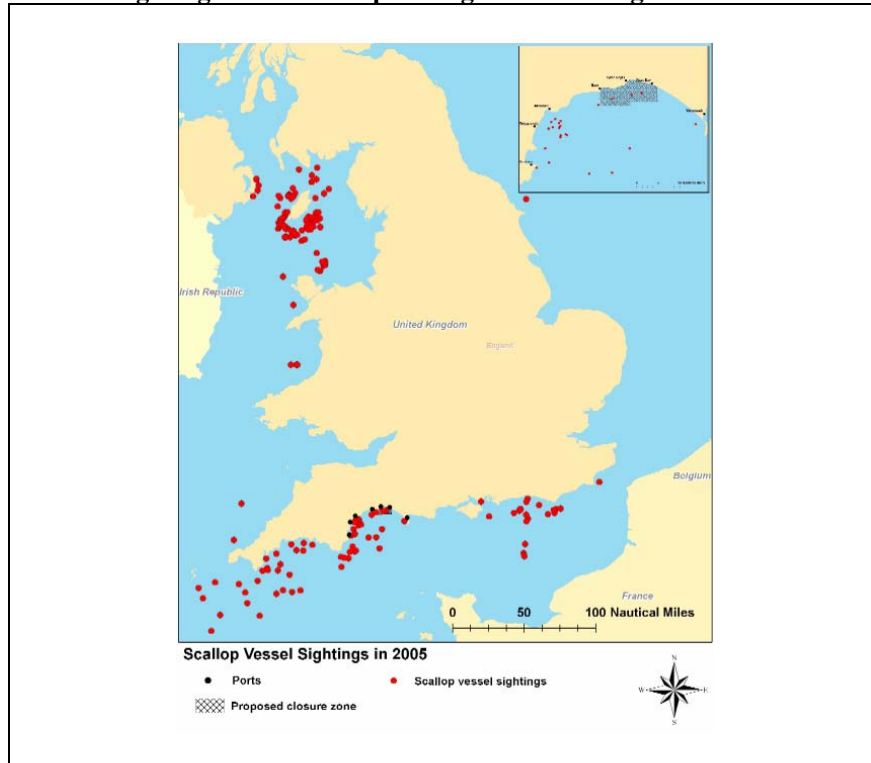 Irish Republic
United Kingdom
England
Bolgium
France
0 50 100 Nautical Miles
Scallop Vessel Sightings in 2005
Ports
Scallop vessel sightings
Proposed closure zone
N
W E
S